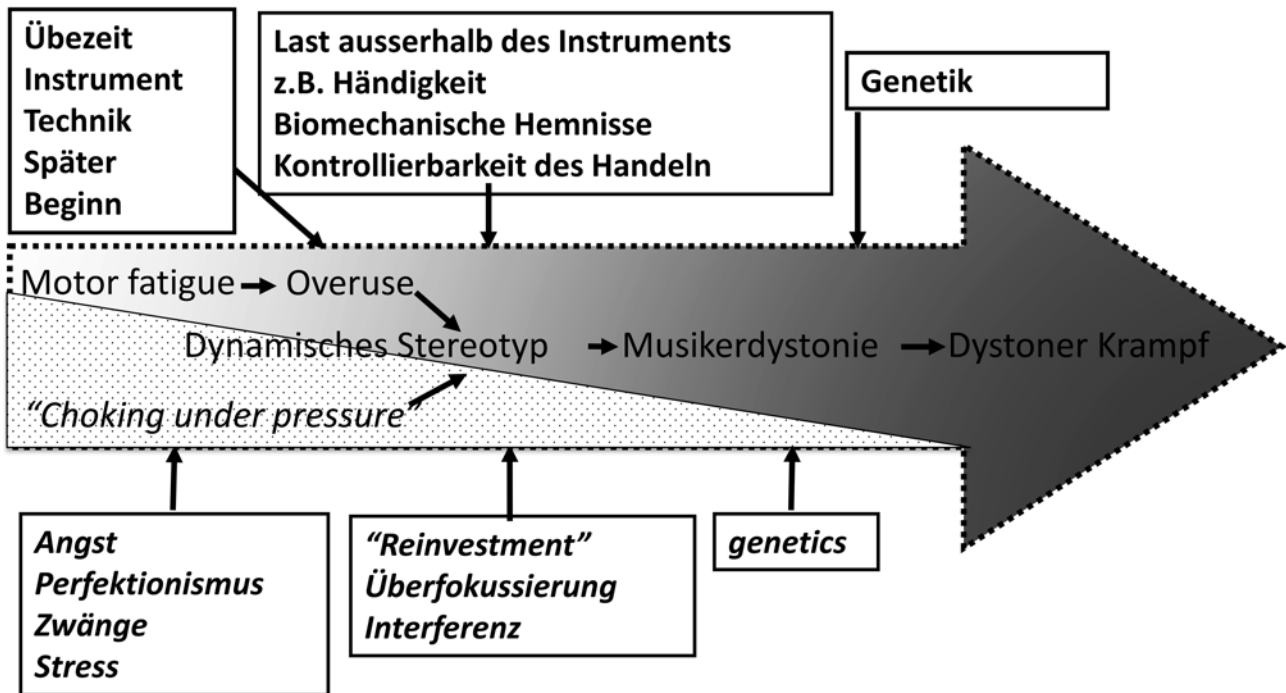 Übezeit
Instrument
Technik
Später
Beginn
Last ausserhalb des Instruments
z.B. Händigkeit
Biomechanische Hemnisse
Kontrollierbarkeit des Handeln
Genetik
Motor fatigue
Overuse
Dynamisches Stereotyp
Musikerdystonie
Dystoner Krampf
“Choking under pressure”
Angst
Perfektionismus
Zwänge
Stress
“Reinvestment”
Überfokussierung
Interferenz
genetics